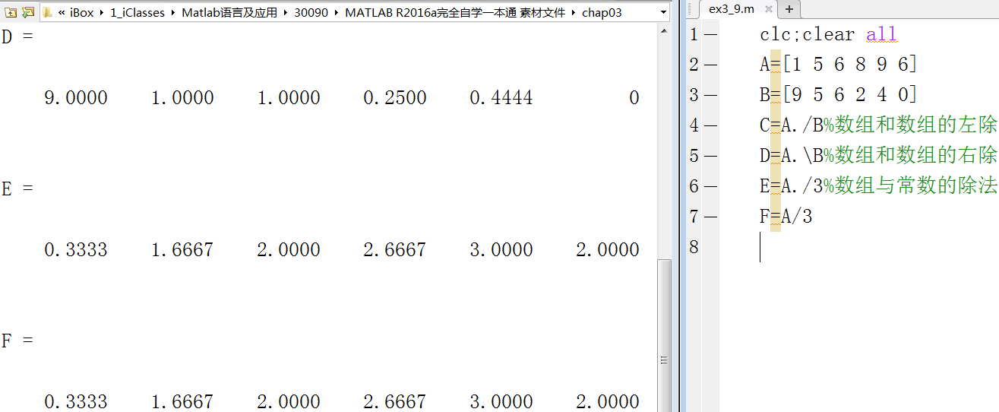 « iBox 1_iClasses Matlab语言及应用 30090 MATLAB R2016a完全自学一本通 素材文件 chap03
D =
9.0000 1.0000 1.0000 0.2500 0.4444 0
E =
0.3333 1.6667 2.0000 2.6667 3.0000 2.0000
F =
0.3333 1.6667 2.0000 2.6667 3.0000 2.0000
ex3_9.m × +
1 — clc;clear all
2 — A=[1 5 6 8 9 6]
3 — B=[9 5 6 2 4 0]
4 — C=A./B%数组和数组的左除
5 — D=A.\B%数组和数组的右除
6 — E=A./3%数组与常数的除法
7 — F=A/3
8